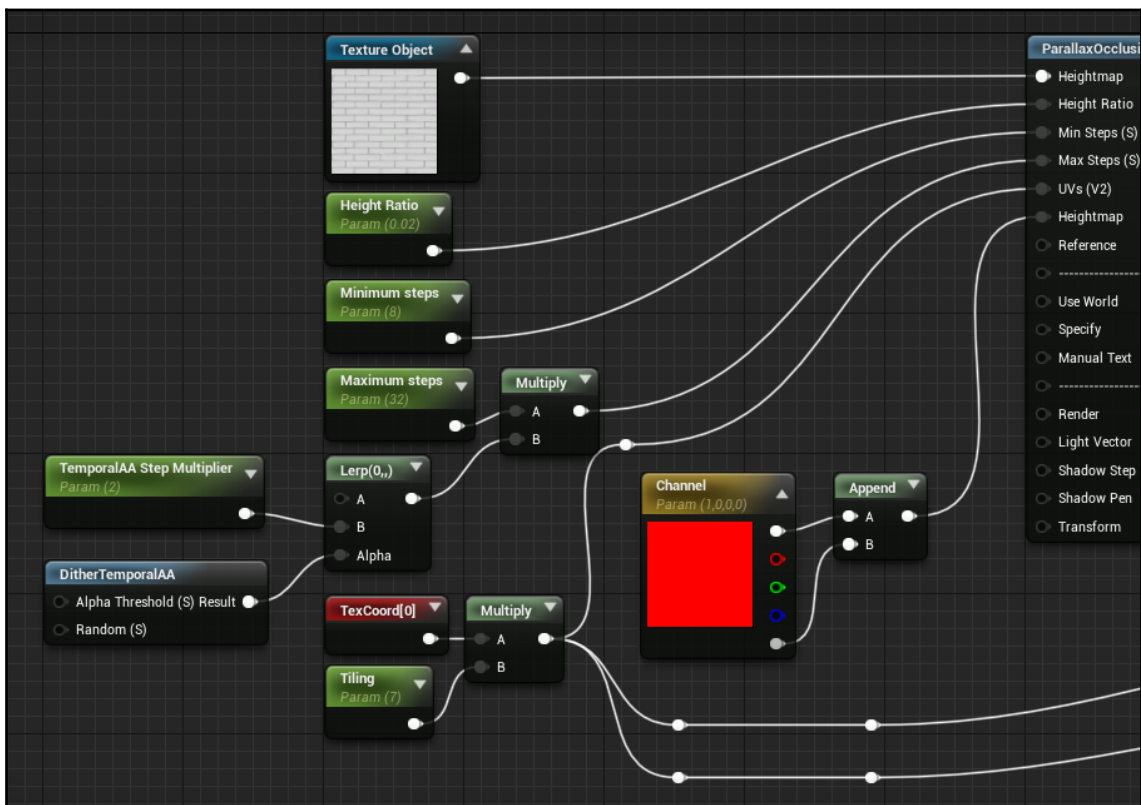 Texture Object
ParallaxOcclusi
Heightmap
Height Ratio
Min Steps (S)
Max Steps (S)
UVs (V2)
Heightmap
Reference
----------------
Use World
Specify
Manual Text
----------------
Render
Light Vector
Shadow Step
Shadow Pen
Transform
Height Ratio
Param (0.02)
Minimum steps
Param (8)
Maximum steps
Param (32)
Multiply
A
B
TemporalAA Step Multiplier
Param (2)
Lerp(0,,)
A
B
Alpha
Channel
Param (1,0,0,0)
Append
A
B
DitherTemporalAA
Alpha Threshold (S) Result
Random (S)
TexCoord[0]
Multiply
A
B
Tiling
Param (7)